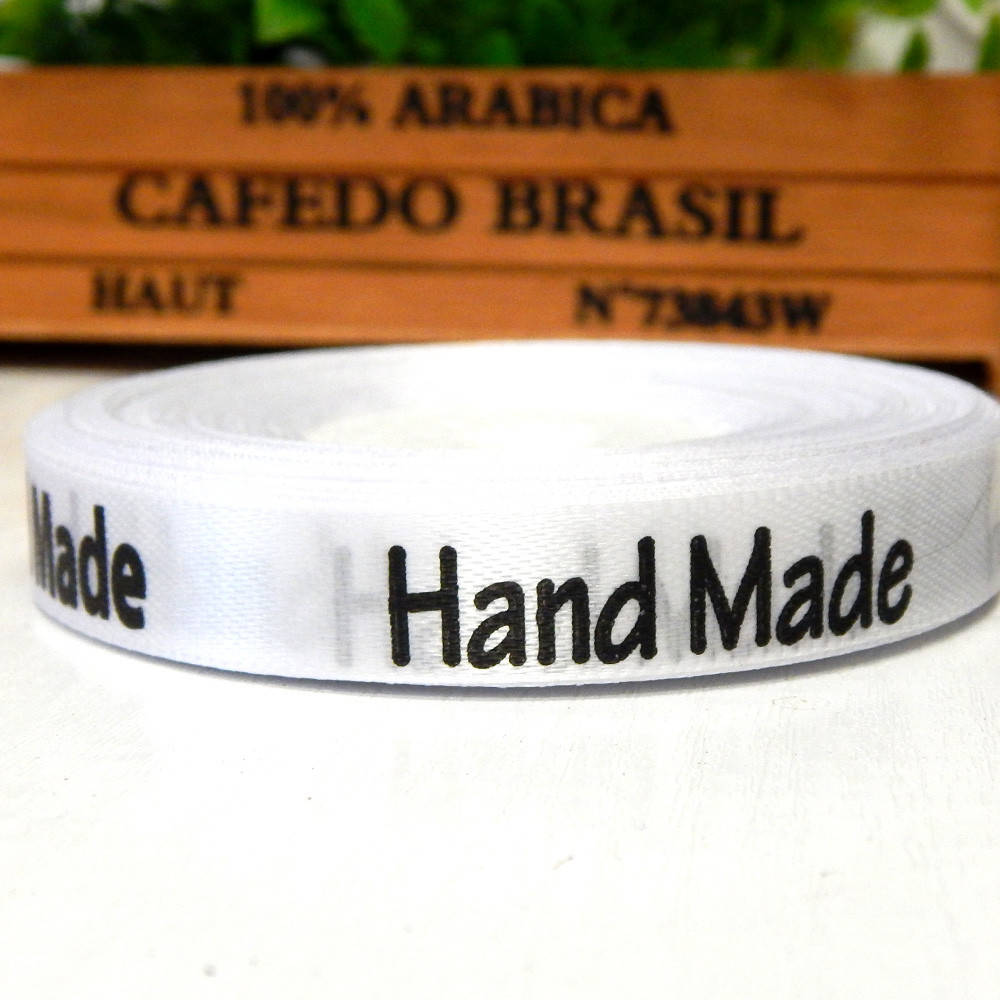 100% ARABICA
CAFEDO BRASIL
HAUT N°73843W
Made Hand Made